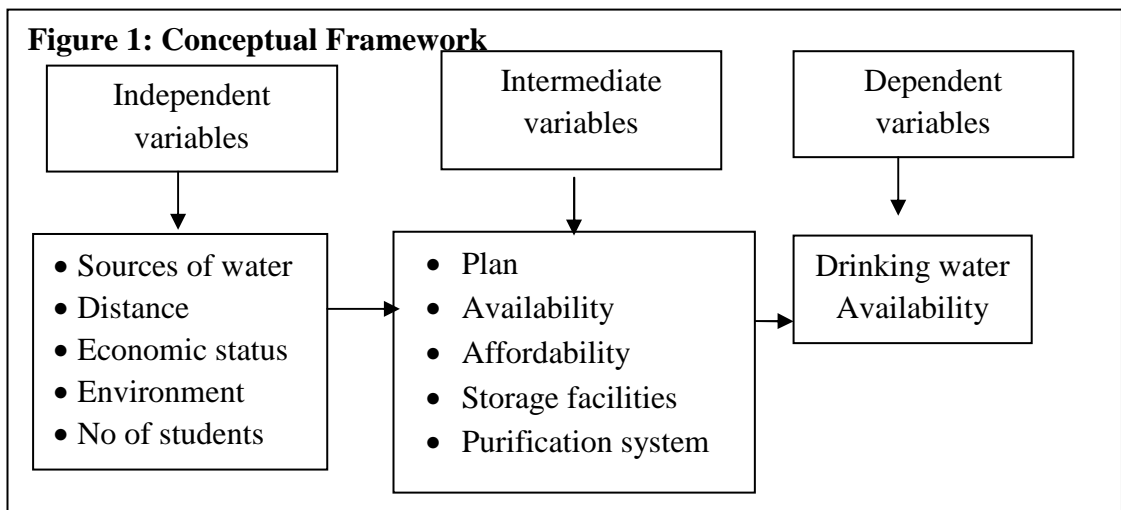 Figure 1: Conceptual Framework
Independent
variables
Intermediate
variables
Dependent
variables
• Sources of water
• Distance
• Economic status
• Environment
• No of students
• Plan
• Availability
• Affordability
• Storage facilities
• Purification system
Drinking water
Availability